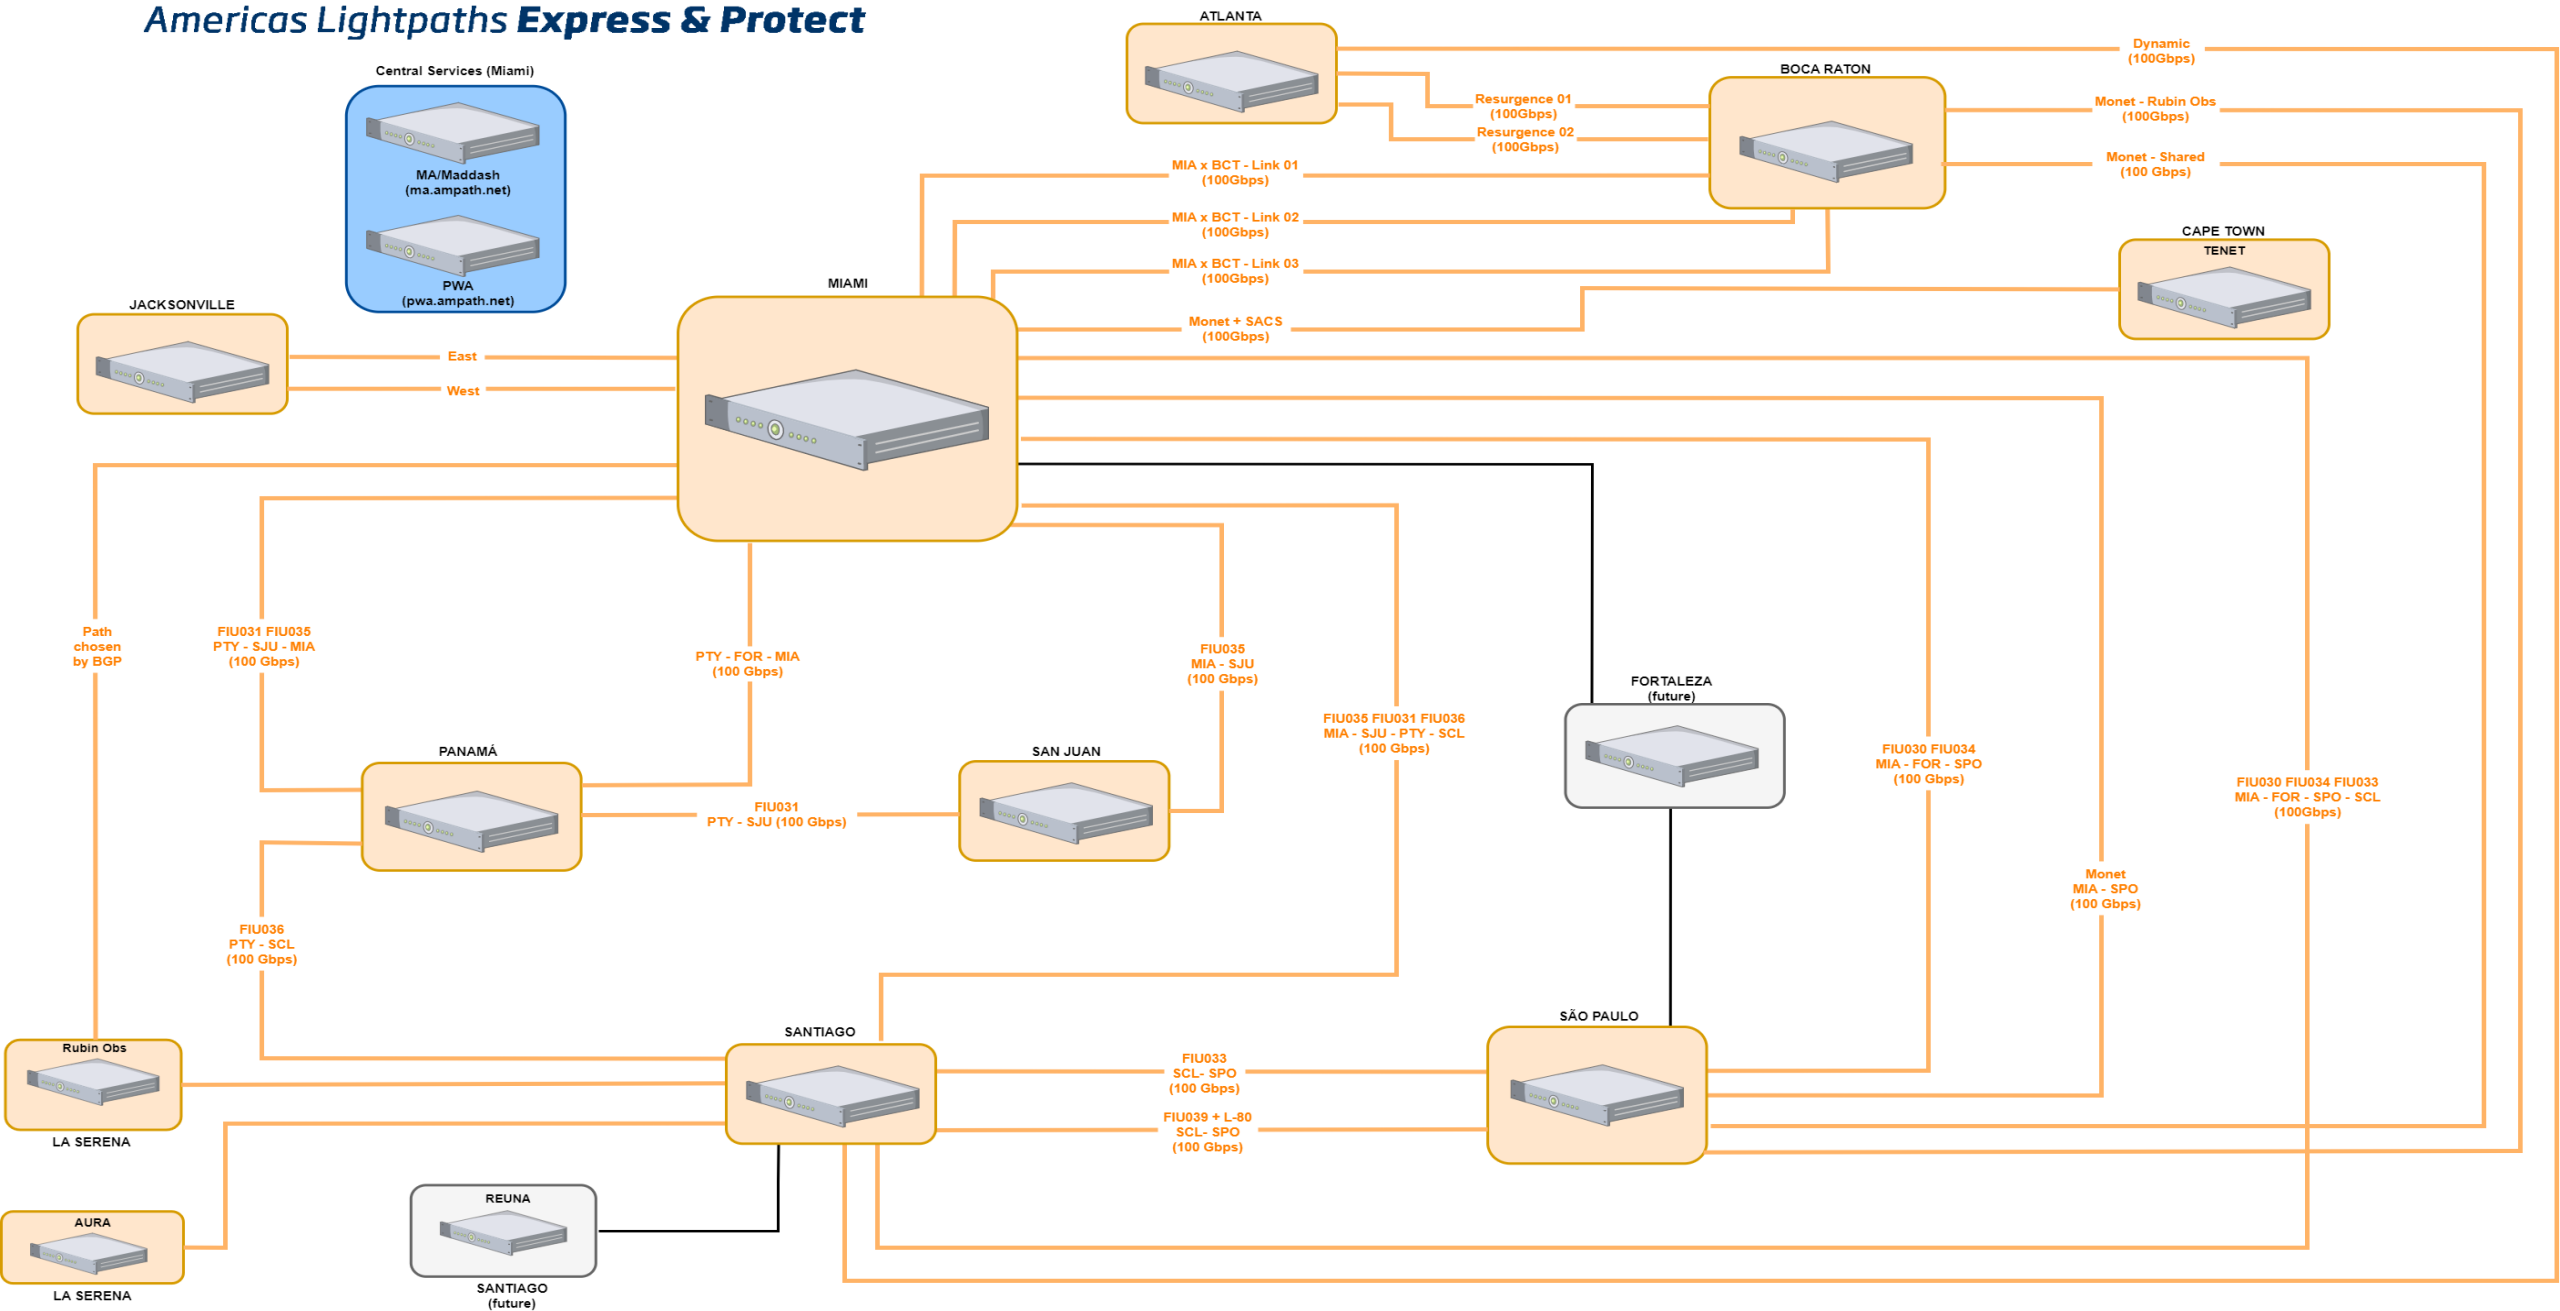 Americas Lightpaths Express & Protect
ATLANTA
Dynamic
(100Gbps)
Central Services (Miami)
BOCA RATON
Resurgence 01
(100Gbps)
Monet - Rubin Obs
(100Gbps)
Resurgence 02
(100Gbps)
MA/Maddash
(ma.ampath.net)
MIA x BCT - Link 01
(100Gbps)
Monet - Shared
(100 Gbps)
MIA x BCT - Link 02
(100Gbps)
CAPE TOWN
TENET
MIA x BCT - Link 03
(100Gbps)
PWA
(pwa.ampath.net)
MIAMI
JACKSONVILLE
Monet + SACS
(100Gbps)
East
West
Path
chosen
by BGP
FIU031 FIU035
PTY - SJU - MIA
(100 Gbps)
PTY - FOR - MIA
(100 Gbps)
FIU035
MIA - SJU
(100 Gbps)
FORTALEZA
(future)
FIU035 FIU031 FIU036
MIA - SJU - PTY - SCL
(100 Gbps)
PANAMÁ
SAN JUAN
FIU030 FIU034
MIA - FOR - SPO
(100 Gbps)
FIU030 FIU034 FIU033
MIA - FOR - SPO - SCL
(100Gbps)
FIU031
PTY - SJU (100 Gbps)
Monet
MIA - SPO
(100 Gbps)
FIU036
PTY - SCL
(100 Gbps)
SANTIAGO
SÃO PAULO
Rubin Obs
LA SERENA
FIU033
SCL- SPO
(100 Gbps)
FIU039 + L-80
SCL- SPO
(100 Gbps)
REUNA
SANTIAGO
(future)
AURA
LA SERENA